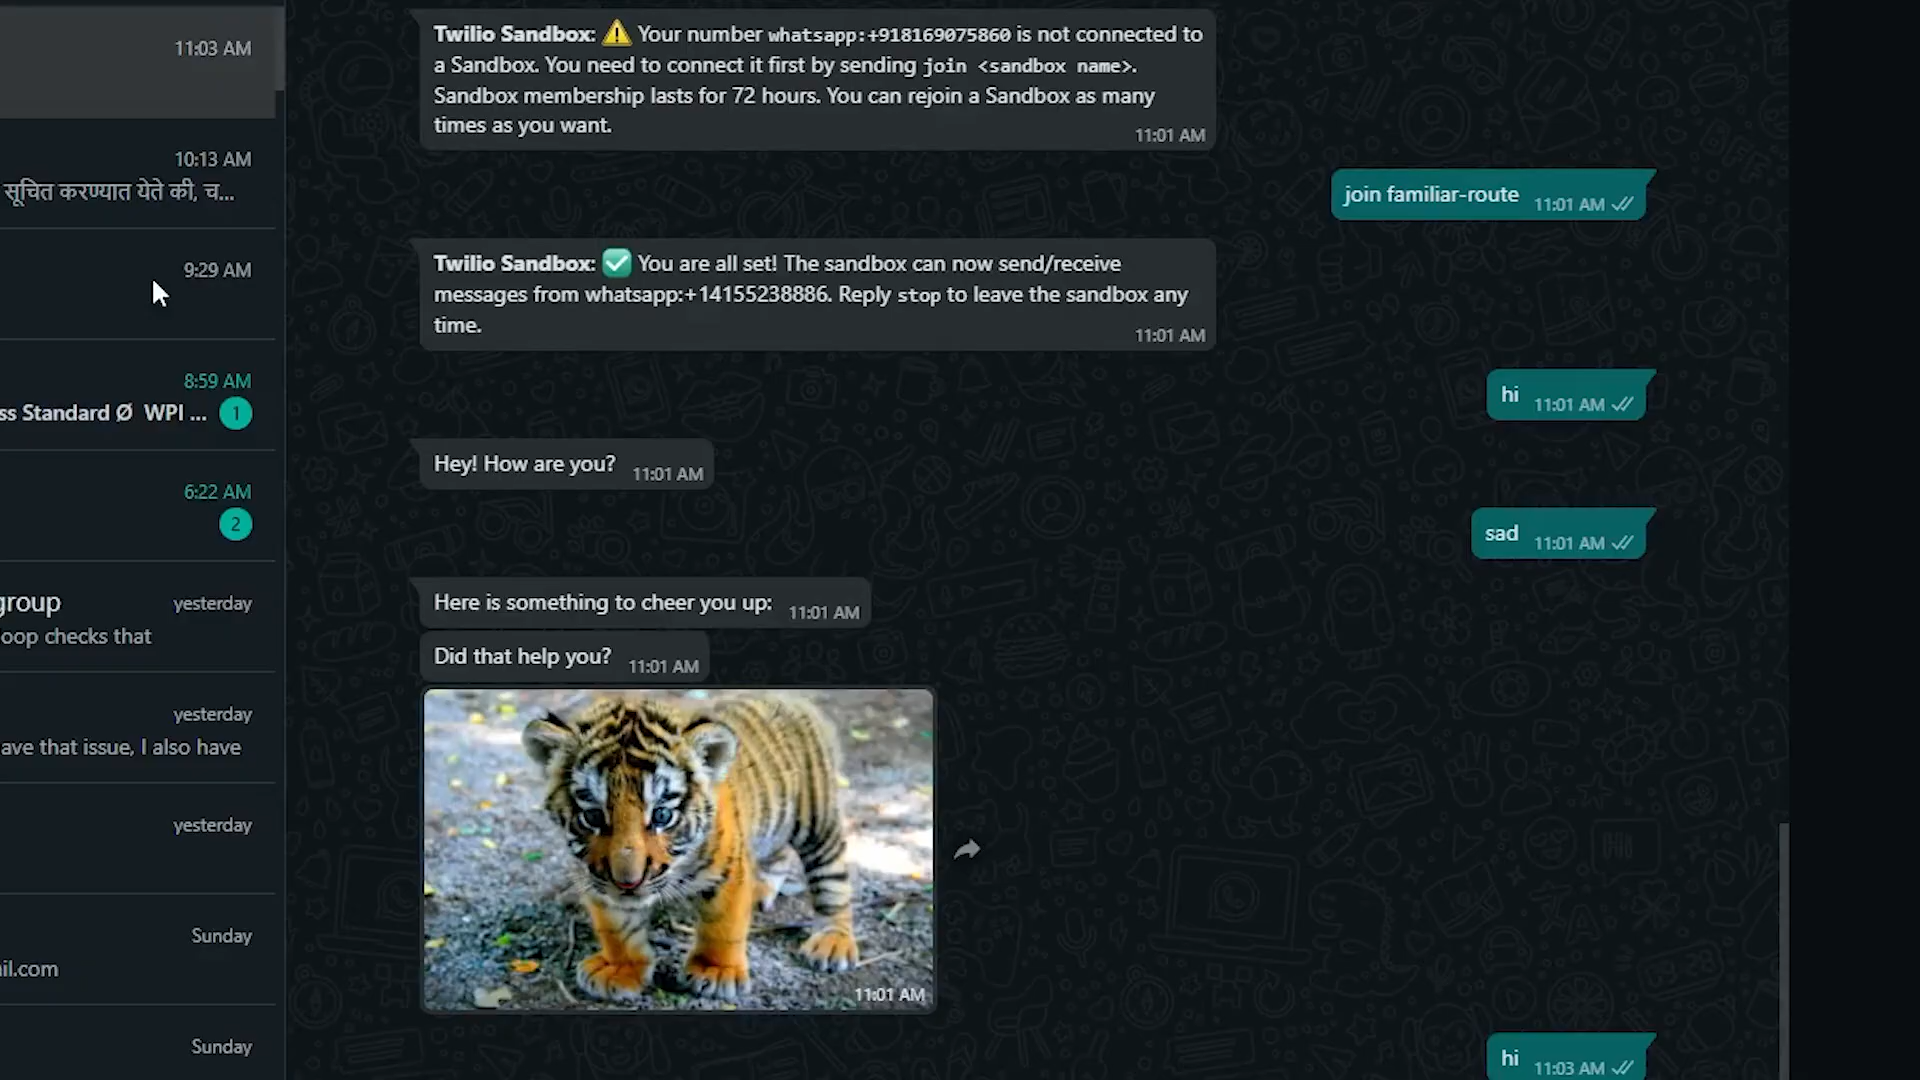 11:03 AM
10:13 AM
सूचित करण्यात येते की, च...
9:29 AM
8:59 AM
ss Standard Ø WPI ... 1
6:22 AM
2
group yesterday
oop checks that
yesterday
ave that issue, I also have
yesterday
Sunday
il.com
Sunday
Twilio Sandbox: ⚠️ Your number whatsapp:+918169075860 is not connected to
a Sandbox. You need to connect it first by sending join <sandbox name>.
Sandbox membership lasts for 72 hours. You can rejoin a Sandbox as many
times as you want.
11:01 AM
join familiar-route 11:01 AM
Twilio Sandbox: ✅ You are all set! The sandbox can now send/receive
messages from whatsapp:+14155238886. Reply stop to leave the sandbox any
time.
11:01 AM
hi 11:01 AM
Hey! How are you? 11:01 AM
sad 11:01 AM
Here is something to cheer you up: 11:01 AM
Did that help you? 11:01 AM
11:01 AM
hi 11:03 AM